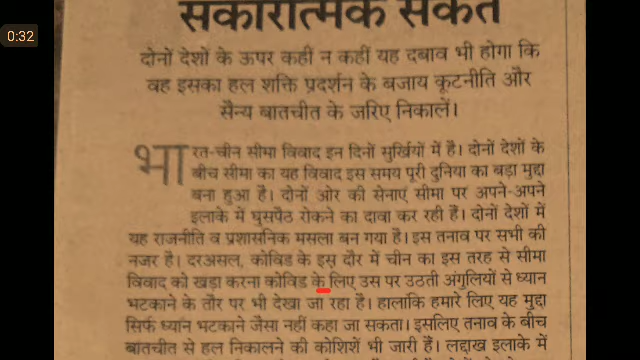 0:32
सकारात्मक संकेत
दोनों देशों के ऊपर कहीं न कहीं यह दबाव भी होगा कि
वह इसका हल शक्ति प्रदर्शन के बजाय कूटनीति और
सैन्य बातचीत के जरिए निकालें।
भारत-चीन सीमा विवाद इन दिनों सुर्खियों में है। दोनों देशों के
बीच सीमा का यह विवाद इस समय पूरी दुनिया का बड़ा मुद्दा
बना हुआ है। दोनों ओर की सेनाएं सीमा पर अपने-अपने
इलाके में घुसपैठ रोकने का दावा कर रही हैं। दोनों देशों में
यह राजनीति व प्रशासनिक मसला बन गया है। इस तनाव पर सभी की
नजर है। दरअसल, कोविड के इस दौर में चीन का इस तरह से सीमा
विवाद को खड़ा करना कोविड के लिए उस पर उठती अंगुलियों से ध्यान
भटकाने के तौर पर भी देखा जा रहा है। हालांकि हमारे लिए यह मुद्दा
सिर्फ ध्यान भटकाने जैसा नहीं कहा जा सकता। इसलिए तनाव के बीच
बातचीत से हल निकालने की कोशिशें भी जारी हैं। लद्दाख इलाके में